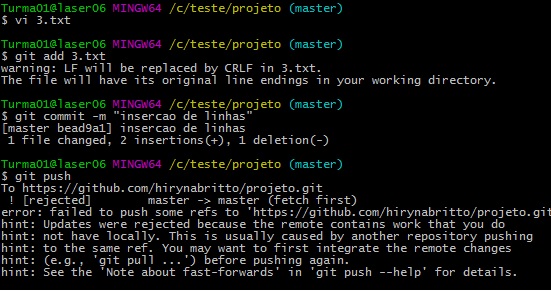 Turma01@laser06 MINGW64 /c/teste/projeto (master)
$ vi 3.txt
Turma01@laser06 MINGW64 /c/teste/projeto (master)
$ git add 3.txt
warning: LF will be replaced by CRLF in 3.txt.
The file will have its original line endings in your working directory.
Turma01@laser06 MINGW64 /c/teste/projeto (master)
$ git commit -m "insercao de linhas"
[master bead9a1] insercao de linhas
 1 file changed, 2 insertions(+), 1 deletion(-)
Turma01@laser06 MINGW64 /c/teste/projeto (master)
$ git push
To https://github.com/hirynabritto/projeto.git
 ! [rejected]        master -> master (fetch first)
error: failed to push some refs to 'https://github.com/hirynabritto/projeto.git
hint: Updates were rejected because the remote contains work that you do
hint: not have locally. This is usually caused by another repository pushing
hint: to the same ref. You may want to first integrate the remote changes
hint: (e.g., 'git pull ...') before pushing again.
hint: See the 'Note about fast-forwards' in 'git push --help' for details.